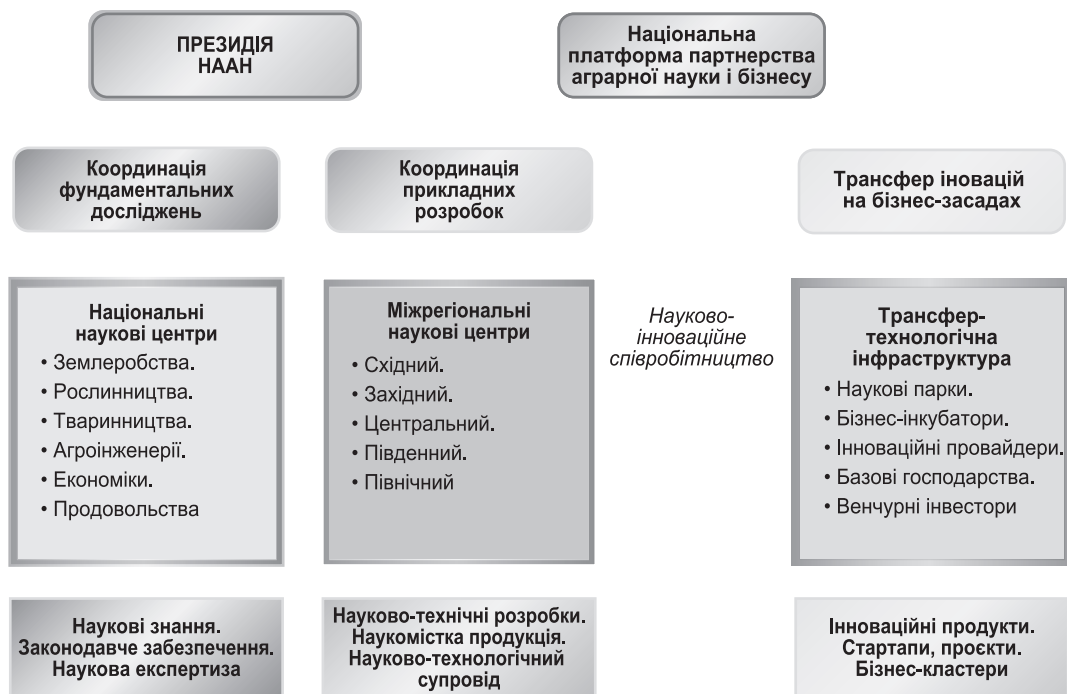 ПРЕЗИДІЯ
НААН
Національна
платформа партнерства
аграрної науки і бізнесу
Координація
фундаментальних
досліджень
Координація
прикладних
розробок
Трансфер іновацій
на бізнес-засадах
Національні
наукові центри
• Землеробства.
• Рослинництва.
• Тваринництва.
• Агроінженерії.
• Економіки.
• Продовольства
Міжрегіональні
наукові центри
• Східний.
• Західний.
• Центральний.
• Південний.
• Північний
Науково-
інноваційне
співробітництво
Трансфер-
технологічна
інфраструктура
• Наукові парки.
• Бізнес-інкубатори.
• Інноваційні провайдери.
• Базові господарства.
• Венчурні інвестори
Наукові знання.
Законодавче забезпечення.
Наукова експертиза
Науково-технічні розробки.
Наукомістка продукція.
Науково-технологічний
супровід
Інноваційні продукти.
Стартапи, проєкти.
Бізнес-кластери